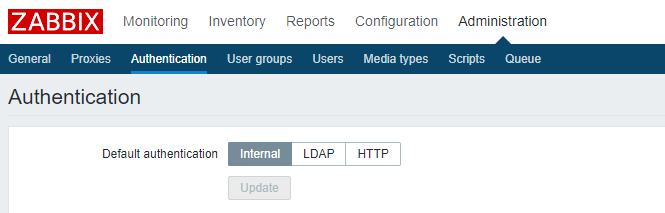 ZABBIX Monitoring Inventory Reports Configuration Administration
General Proxies Authentication User groups Users Media types Scripts Queue
Authentication
Default authentication Internal LDAP HTTP
Update